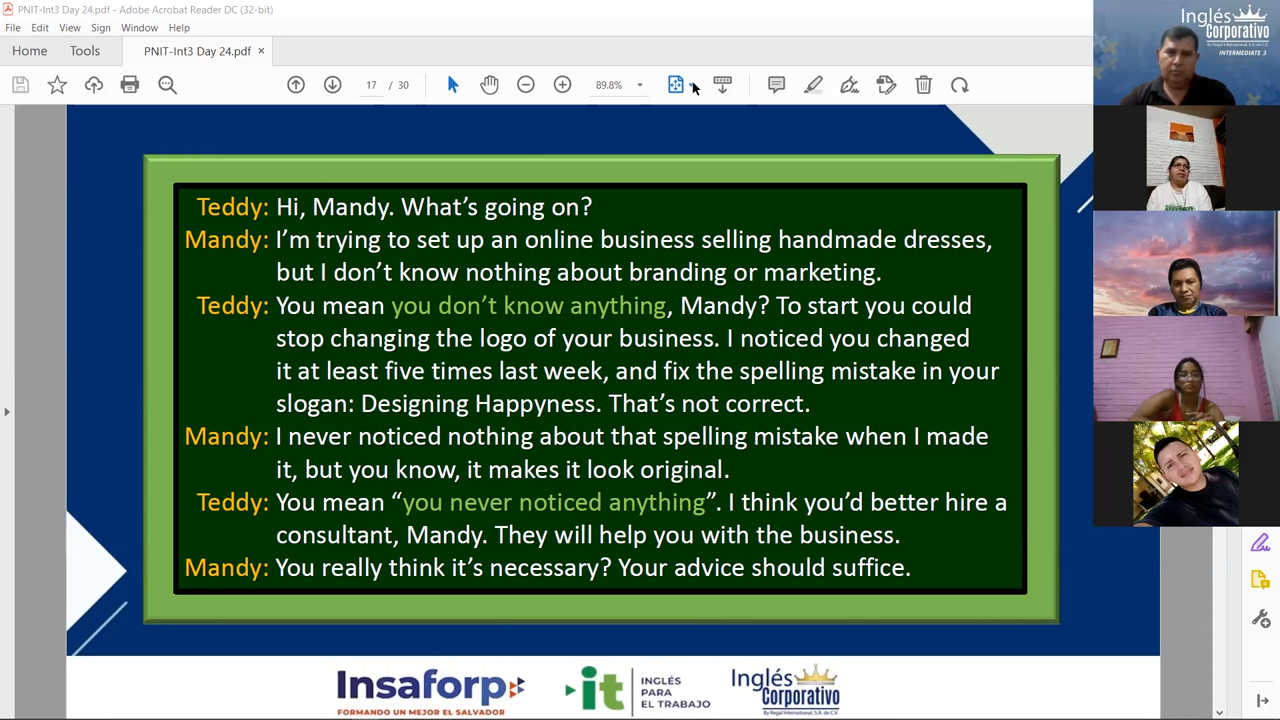 PNIT-Int3 Day 24.pdf - Adobe Acrobat Reader DC (32-bit)
File Edit View Sign Window Help
Home Tools PNIT-Int3 Day 24.pdf ×
17 / 30 89.8%
Inglés
Corporativo
By Regal International, S.A. de C.V.
INTERMEDIATE 3
Teddy: Hi, Mandy. What's going on?
Mandy: I'm trying to set up an online business selling handmade dresses,
but I don't know nothing about branding or marketing.
Teddy: You mean you don't know anything, Mandy? To start you could
stop changing the logo of your business. I noticed you changed
it at least five times last week, and fix the spelling mistake in your
slogan: Designing Happyness. That's not correct.
Mandy: I never noticed nothing about that spelling mistake when I made
it, but you know, it makes it look original.
Teddy: You mean “you never noticed anything”. I think you'd better hire a
consultant, Mandy. They will help you with the business.
Mandy: You really think it's necessary? Your advice should suffice.
Insaforp
FORMANDO UN MEJOR EL SALVADOR
it
INGLÉS
PARA
EL TRABAJO
Inglés
Corporativo
By Regal International, S.A. de C.V.